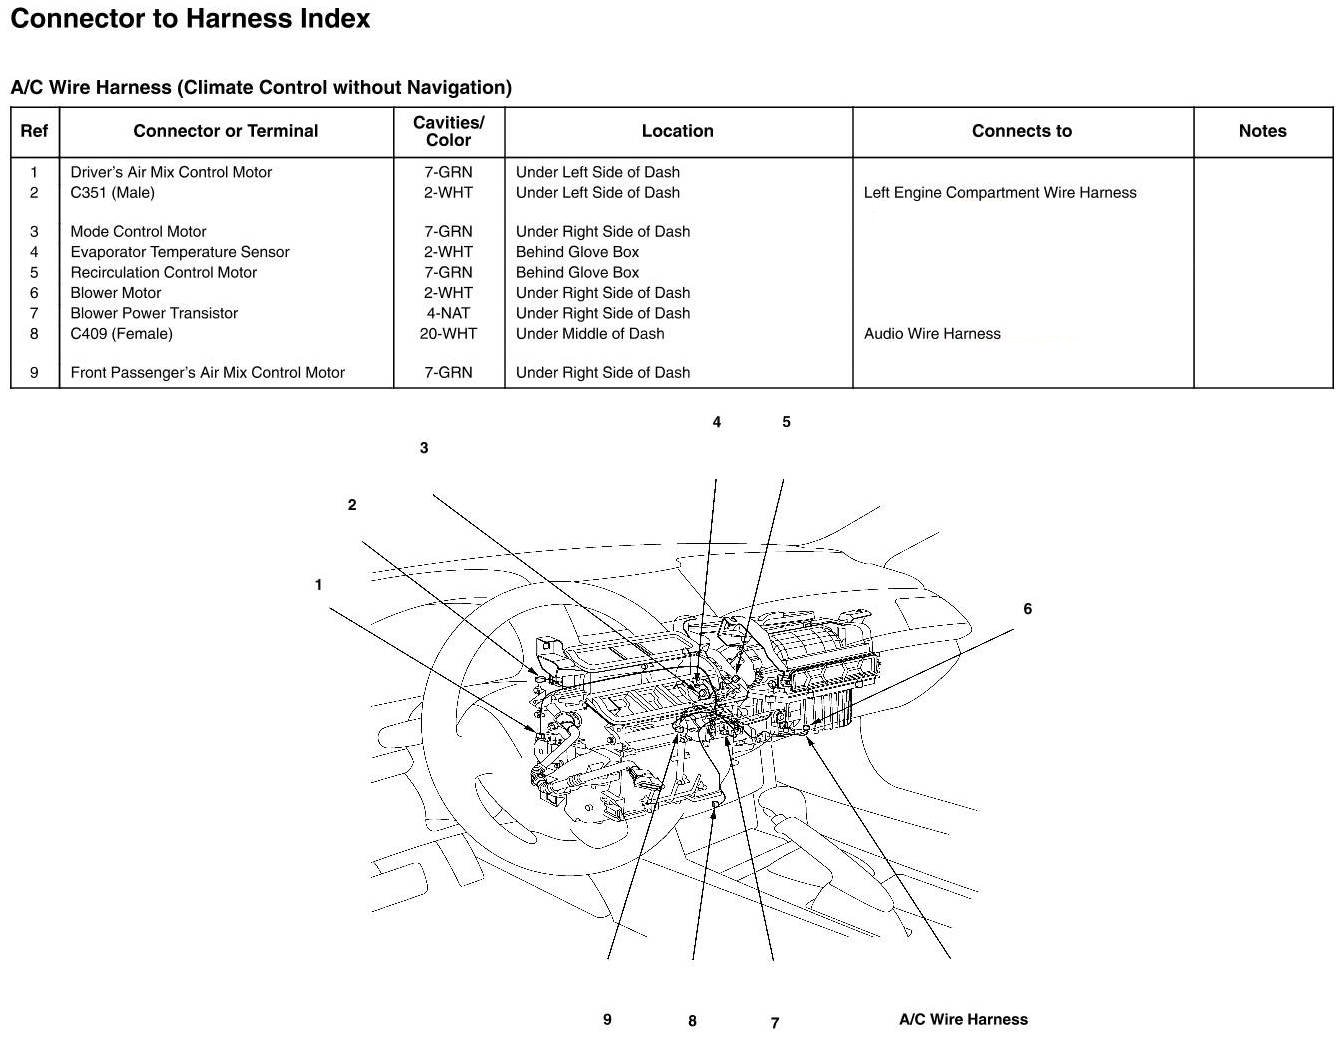 Connector to Harness Index
A/C Wire Harness (Climate Control without Navigation)
Ref Connector or Terminal Cavities/ Color Location Connects to Notes
1 Driver's Air Mix Control Motor 7-GRN Under Left Side of Dash
2 C351 (Male) 2-WHT Under Left Side of Dash Left Engine Compartment Wire Harness
3 Mode Control Motor 7-GRN Under Right Side of Dash
4 Evaporator Temperature Sensor 2-WHT Behind Glove Box
5 Recirculation Control Motor 7-GRN Behind Glove Box
6 Blower Motor 2-WHT Under Right Side of Dash
7 Blower Power Transistor 4-NAT Under Right Side of Dash
8 C409 (Female) 20-WHT Under Middle of Dash Audio Wire Harness
9 Front Passenger's Air Mix Control Motor 7-GRN Under Right Side of Dash
4 5
3
2
1
6
9 8 7 A/C Wire Harness